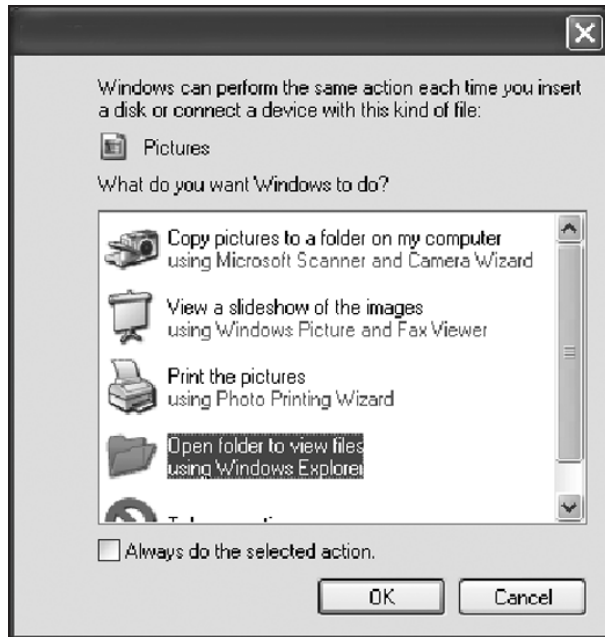 Windows can perform the same action each time you insert
a disk or connect a device with this kind of file:
Pictures
What do you want Windows to do?
Copy pictures to a folder on my computer
using Microsoft Scanner and Camera Wizard
View a slideshow of the images
using Windows Picture and Fax Viewer
Print the pictures
using Photo Printing Wizard
Open folder to view files
using Windows Explorer
Always do the selected action.
OK
Cancel